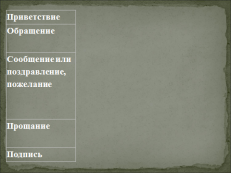 Приветствие
Обращение
Сообщение или
поздравление,
пожелание
Прощание
Подпись